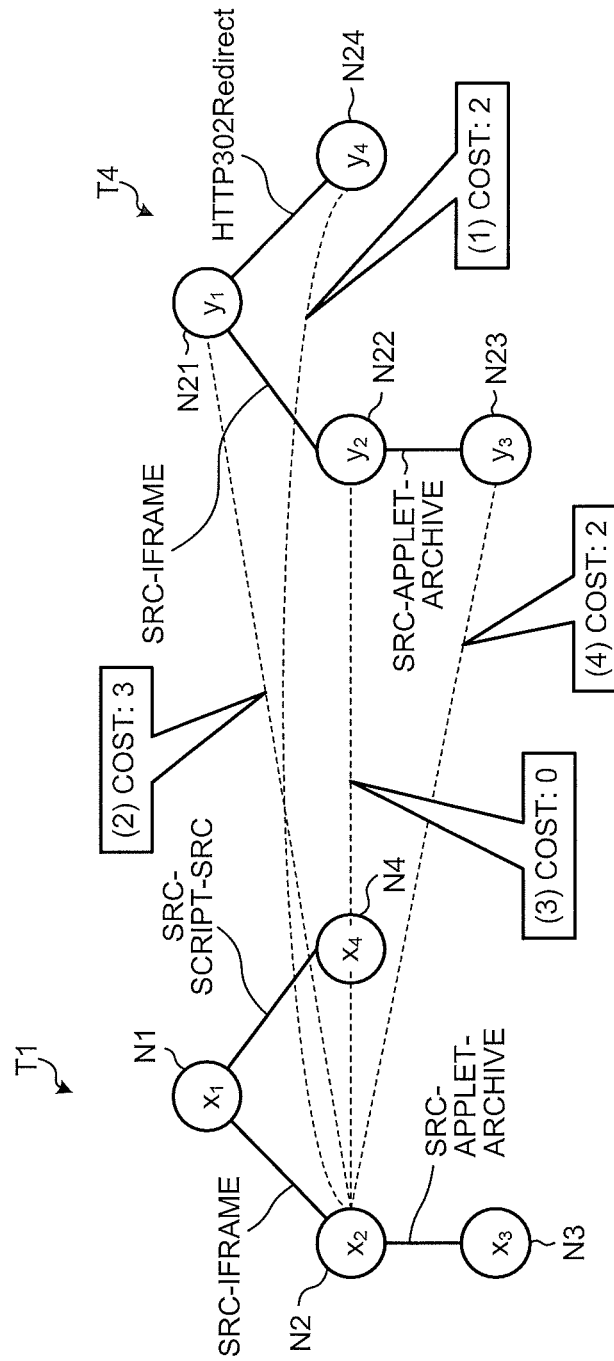 T1
T4
N1
x1
SRC-IFRAME
SRC-
SCRIPT-SRC
N2
x2
x4
N4
SRC-
APPLET-
ARCHIVE
x3
N3
(2) COST: 3
(3) COST: 0
(4) COST: 2
(1) COST: 2
N21
y1
SRC-IFRAME
HTTP302Redirect
y2
N22
y4
N24
SRC-APPLET-
ARCHIVE
y3
N23